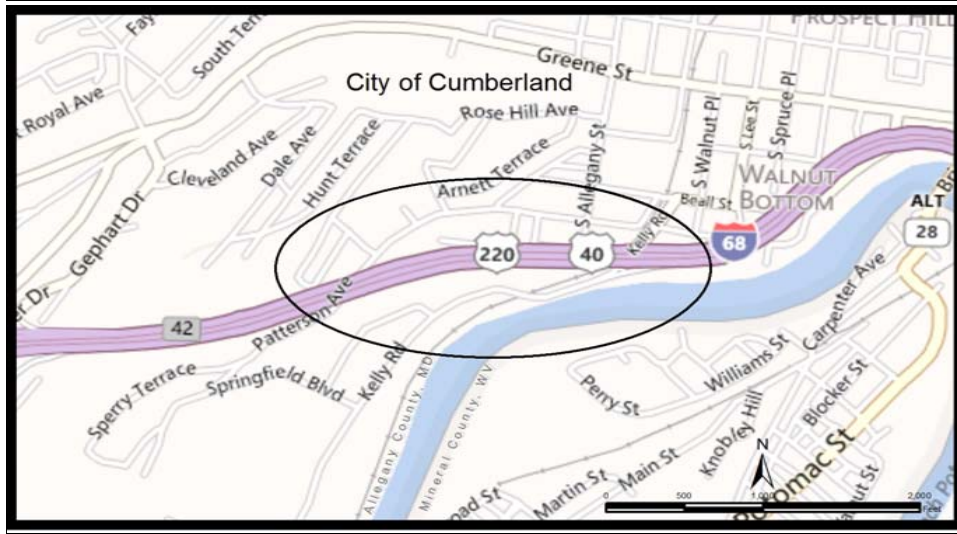 PROSPECT HILL
South Ter
Greene St
City of Cumberland
t Royal Ave
Rose Hill Ave
S Walnut Pl
S Lee St
S Spruce Pl
Cleveland Ave
Dale Ave
Hunt Terrace
Arnett Terrace
S Allegany St
WALNUT
BOTTOM
Beall St
Kelly Rd
ALT
28
Gephart Dr
220
40
68
er Dr
42
Patterson Ave
Carpenter Ave
Sperry Terrace
Springfield Blvd
Kelly Rd
Allegany County, MD
Mineral County, WV
Perry St
Williams St
Blocker St
Knobley Hill
Potomac St
oad St
Martin St
Main St
N
0 500 1,000 2,000
Feet